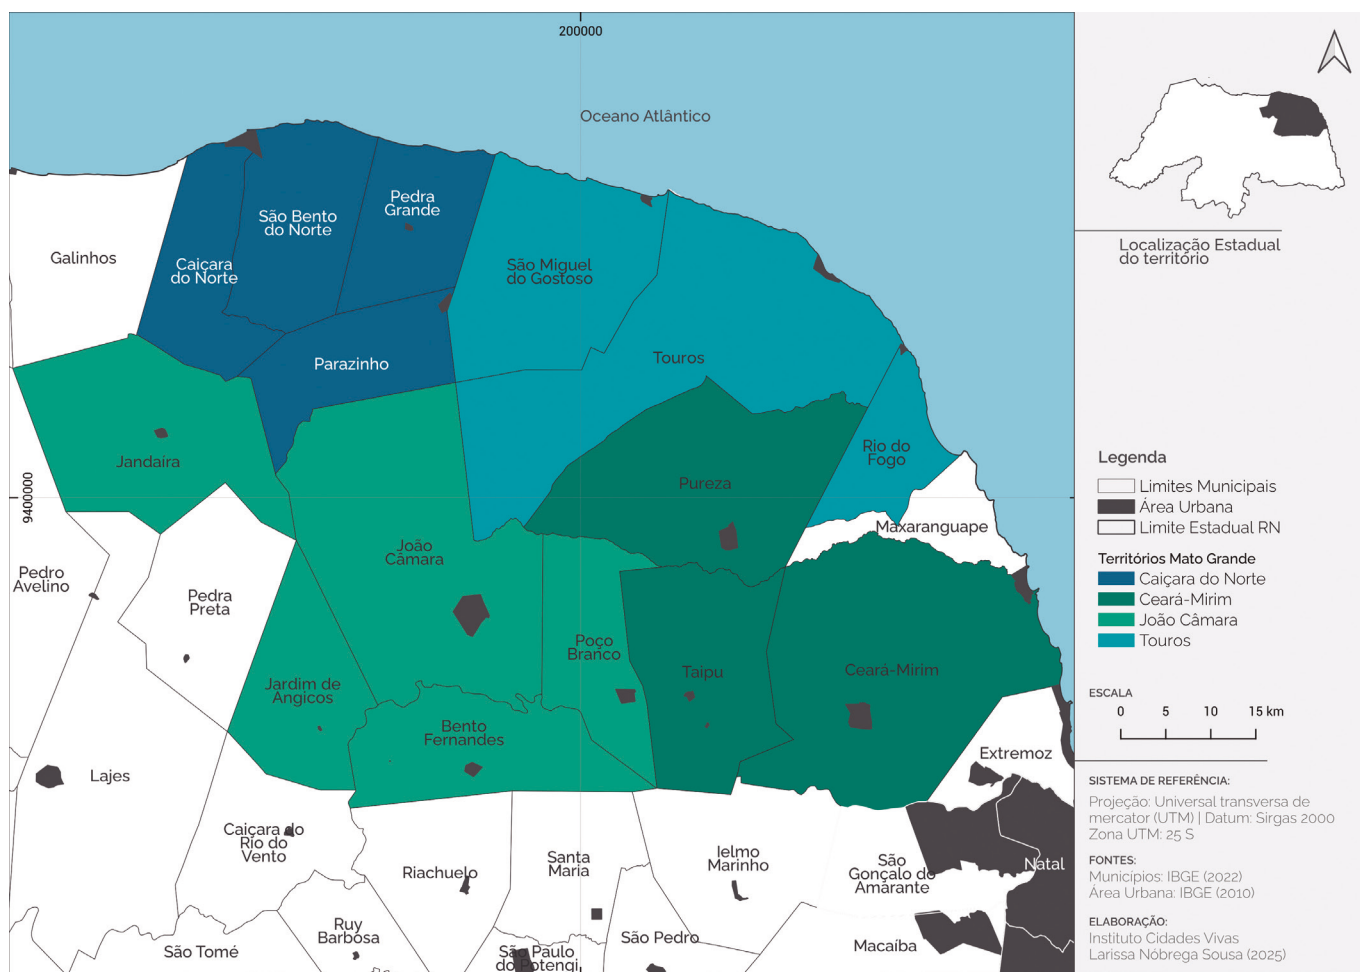 200000
Oceano Atlântico
Pedra
Grande
São Bento
do Norte
Galinhos
Caiçara
do Norte
São Miguel
do Gostoso
Parazinho
Touros
Jandaira
Rio do
Fogo
Pureza
9400000
Maxaranguape
João
Câmara
Pedro
Avelino
Pedra
Preta
Poço
Branco
Taipu
Ceará-Mirim
Jardim de
Angicos
Bento
Fernandes
Extremoz
Lajes
Caiçara do
Rio do
Vento
Riachuelo
Santa
Maria
Ielmo
Marinho
São
Gonçalo do
Amarante
Natal
Ruy
Barbosa
São Tomé
São Paulo
do Potengi
São Pedro
Macaíba
Localização Estadual
do território
Legenda
Limites Municipais
Área Urbana
Limite Estadual RN
Territórios Mato Grande
Caiçara do Norte
Ceará-Mirim
João Câmara
Touros
ESCALA
0 5 10 15 km
SISTEMA DE REFERÊNCIA:
Projeção: Universal transversa de
mercator (UTM) | Datum: Sirgas 2000
Zona UTM: 25 S
FONTES:
Municípios: IBGE (2022)
Área Urbana: IBGE (2010)
ELABORAÇÃO:
Instituto Cidades Vivas
Larissa Nóbrega Sousa (2025)